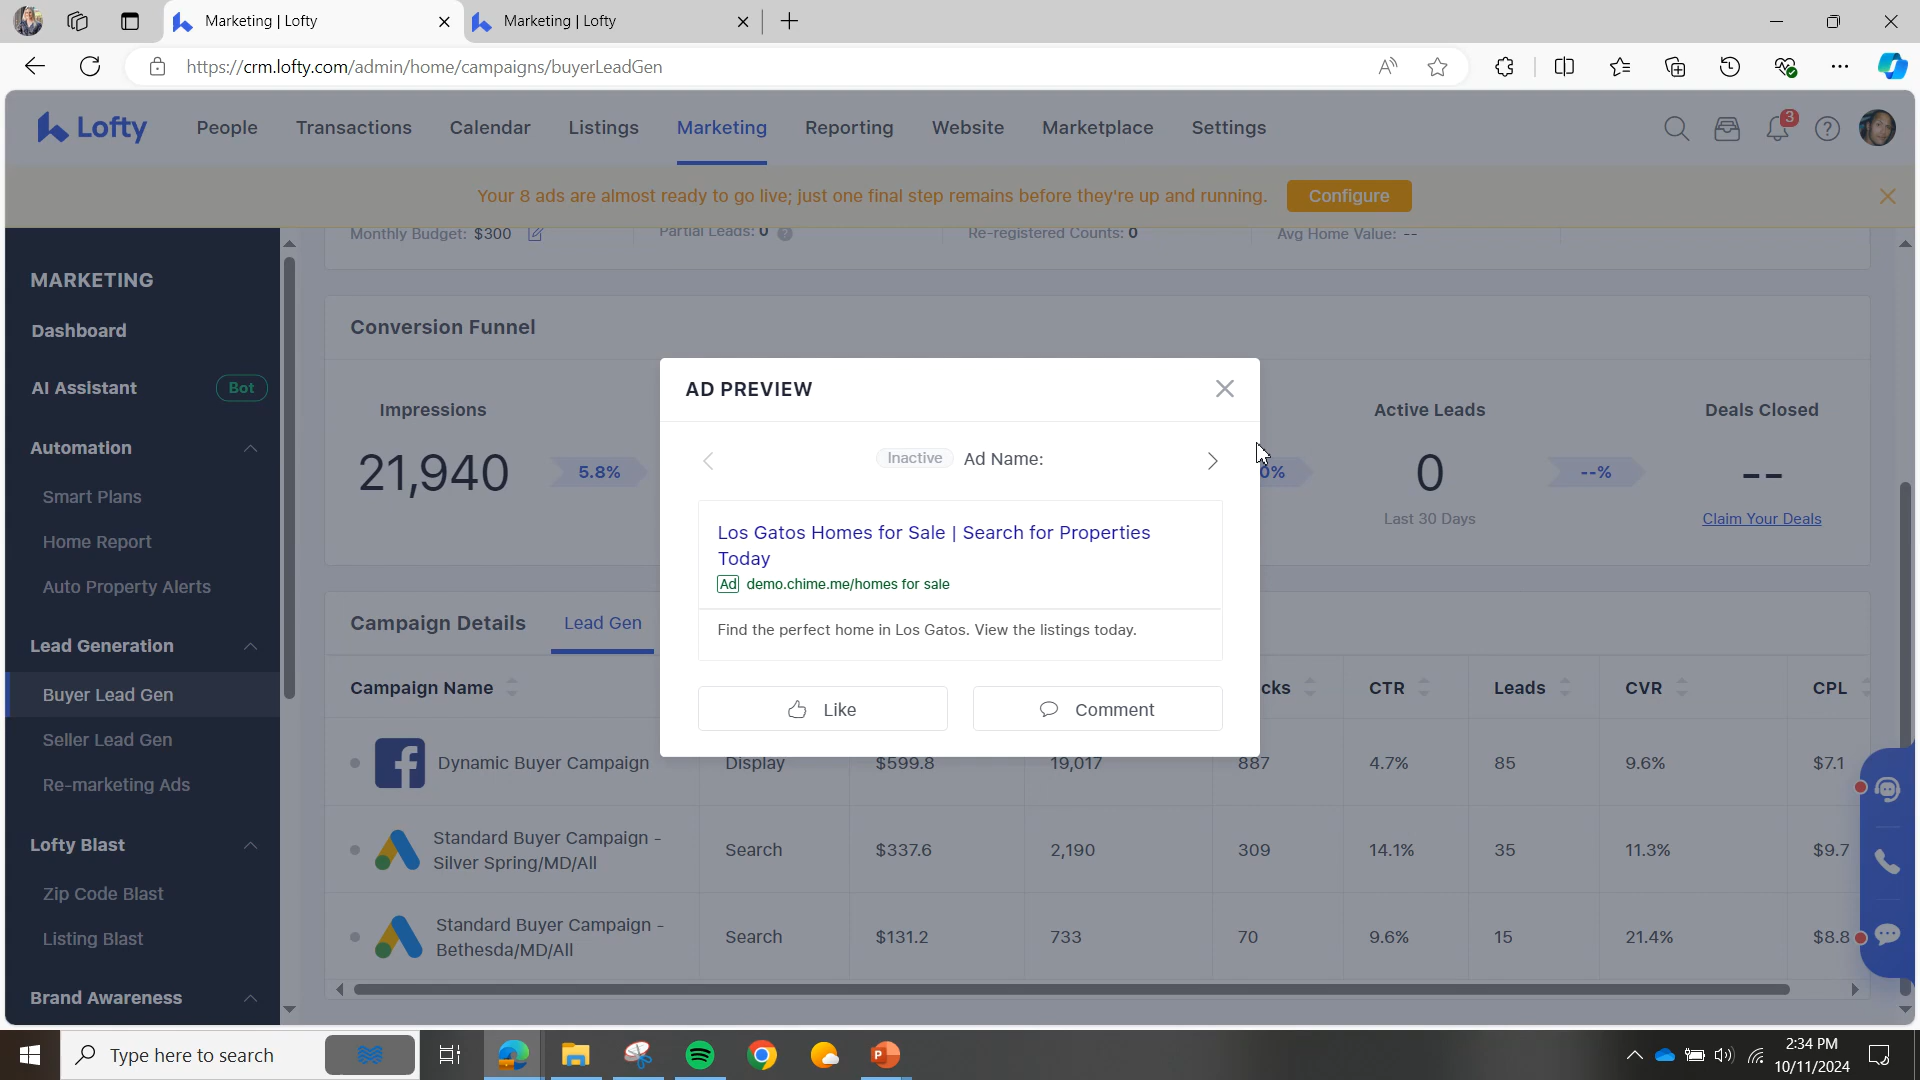 Marketing | Lofty
Marketing | Lofty
https://crm.lofty.com/admin/home/campaigns/buyerLeadGen
Lofty
People
Transactions
Calendar
Listings
Marketing
Reporting
Website
Marketplace
Settings
3
Your 8 ads are almost ready to go live; just one final step remains before they're up and running.
Configure
Monthly Budget: $300
Partial Leads: 0
Re-registered Counts: 0
Avg Home Value: --
MARKETING
Dashboard
AI Assistant
Bot
Automation
Smart Plans
Home Report
Auto Property Alerts
Lead Generation
Buyer Lead Gen
Seller Lead Gen
Re-marketing Ads
Lofty Blast
Zip Code Blast
Listing Blast
Brand Awareness
Conversion Funnel
Impressions
21,940
5.8%
0%
Active Leads
0
Last 30 Days
--%
Deals Closed
--
Claim Your Deals
AD PREVIEW
Inactive
Ad Name:
Los Gatos Homes for Sale | Search for Properties
Today
Ad demo.chime.me/homes for sale
Find the perfect home in Los Gatos. View the listings today.
Like
Comment
Campaign Details
Lead Gen
Campaign Name
cks
CTR
Leads
CVR
CPL
Dynamic Buyer Campaign
Display
$599.8
19,017
887
4.7%
85
9.6%
$7.1
Standard Buyer Campaign -
Silver Spring/MD/All
Search
$337.6
2,190
309
14.1%
35
11.3%
$9.7
Standard Buyer Campaign -
Bethesda/MD/All
Search
$131.2
733
70
9.6%
15
21.4%
$8.8
Type here to search
2:34 PM
10/11/2024